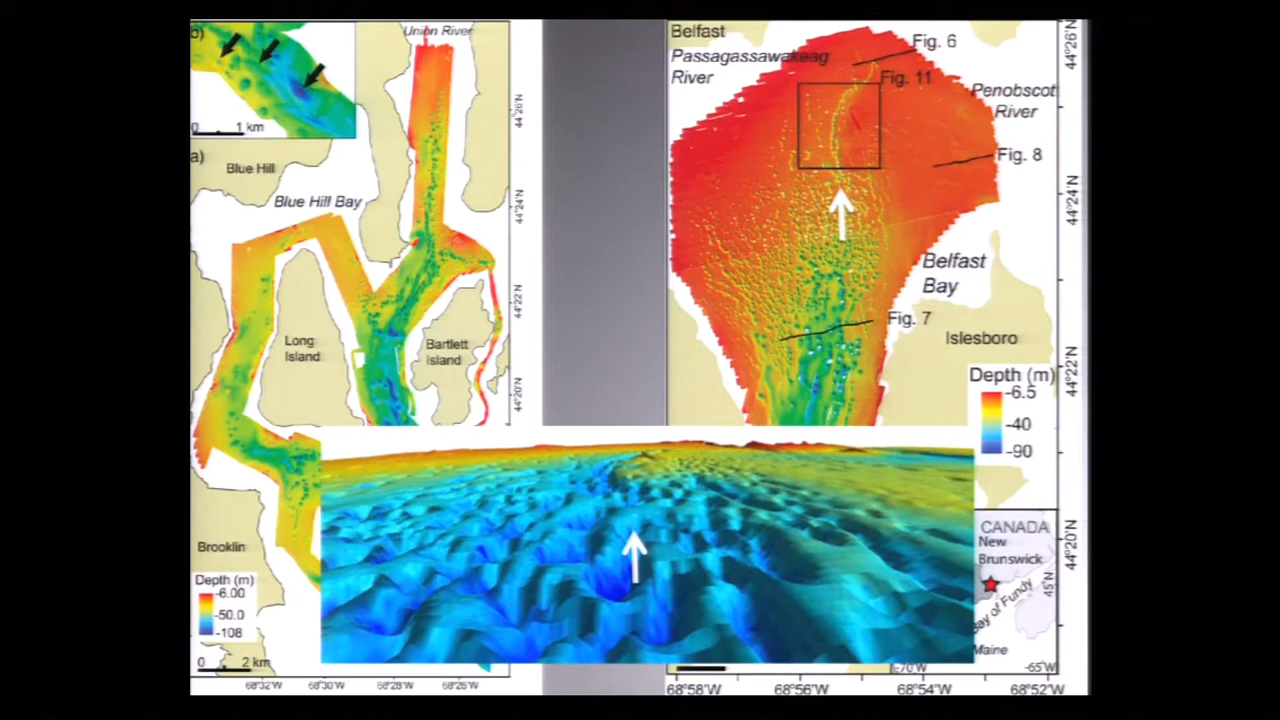 b)
Union River
1 km
0
a)
Blue Hill
Blue Hill Bay
Long
Island
Bartlett
Island
Brooklin
Depth (m)
-6.00
-50.0
-108
0 2 km
44°26'N
44°24'N
44°22'N
44°20'N
68°32'W 68°30'W 68°28'W 68°26'W
Belfast
Passagassawakeag
River
Fig. 6
Fig. 11
Penobscot
River
Fig. 8
Belfast
Bay
Fig. 7
Islesboro
Depth (m)
-6.5
-40
-90
CANADA
New
Brunswick
45°N
Bay of Fundy
Maine
-70°W
-65°W
44°26'N
44°24'N
44°22'N
44°20'N
68°58'W 68°56'W 68°54'W 68°52'W